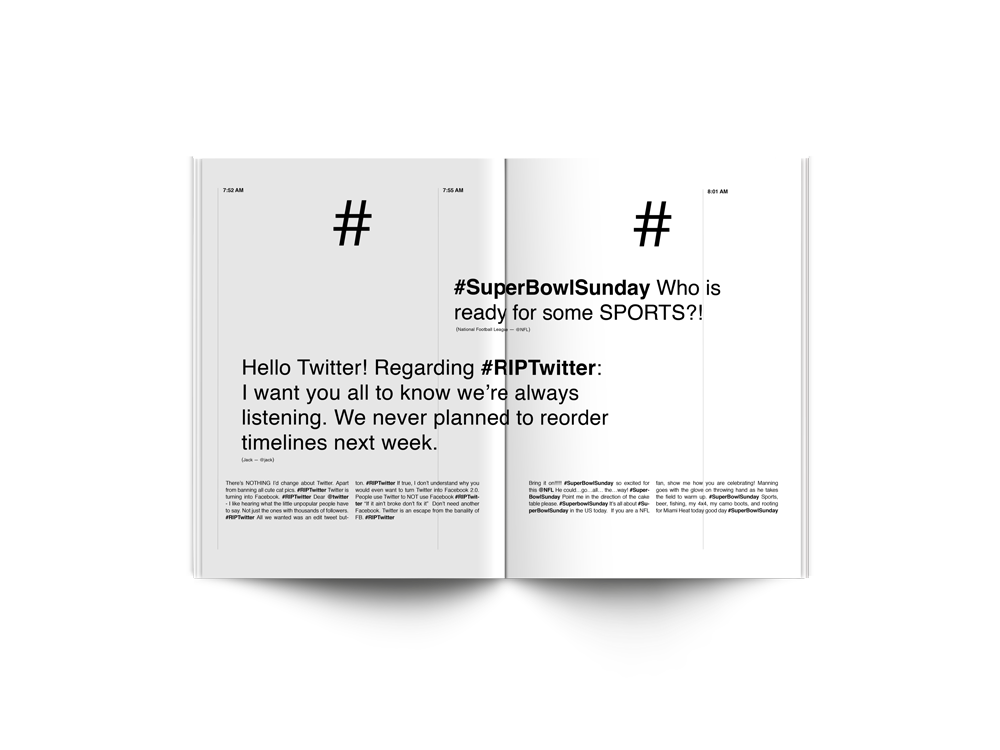 7:52 AM
7:55 AM
8:01 AM
#
#
#SuperBowlSunday Who is
ready for some SPORTS?!
(National Football League — @NFL)
Hello Twitter! Regarding #RIPTwitter:
I want you all to know we’re always
listening. We never planned to reorder
timelines next week.
(Jack — @jack)
There's NOTHING I'd change about Twitter. Apart
from banning all cute cat pics. #RIPTwitter Twitter is
turning into Facebook. #RIPTwitter Dear @twitter
- I like hearing what the little unpopular people have
to say. Not just the ones with thousands of followers.
#RIPTwitter All we wanted was an edit tweet but-
ton. #RIPTwitter If true, I don't understand why you
would even want to turn Twitter into Facebook 2.0.
People use Twitter to NOT use Facebook #RIPTwit-
ter "If it ain't broke don't fix it" Don't need another
Facebook. Twitter is an escape from the banality of
FB. #RIPTwitter
Bring it on!!!!! #SuperBowlSunday so excited for
this @NFL He could...go...all... the...way! #Super-
BowlSunday Point me in the direction of the cake
table please. #SuperbowlSunday It's all about #Su-
perBowlSunday in the US today. If you are a NFL
fan, show me how you are celebrating! Manning
goes with the glove on throwing hand as he takes
the field to warm up. #SuperBowlSunday Sports,
beer, fishing, my 4x4, my camo boots, and rooting
for Miami Heat today good day #SuperBowlSunday